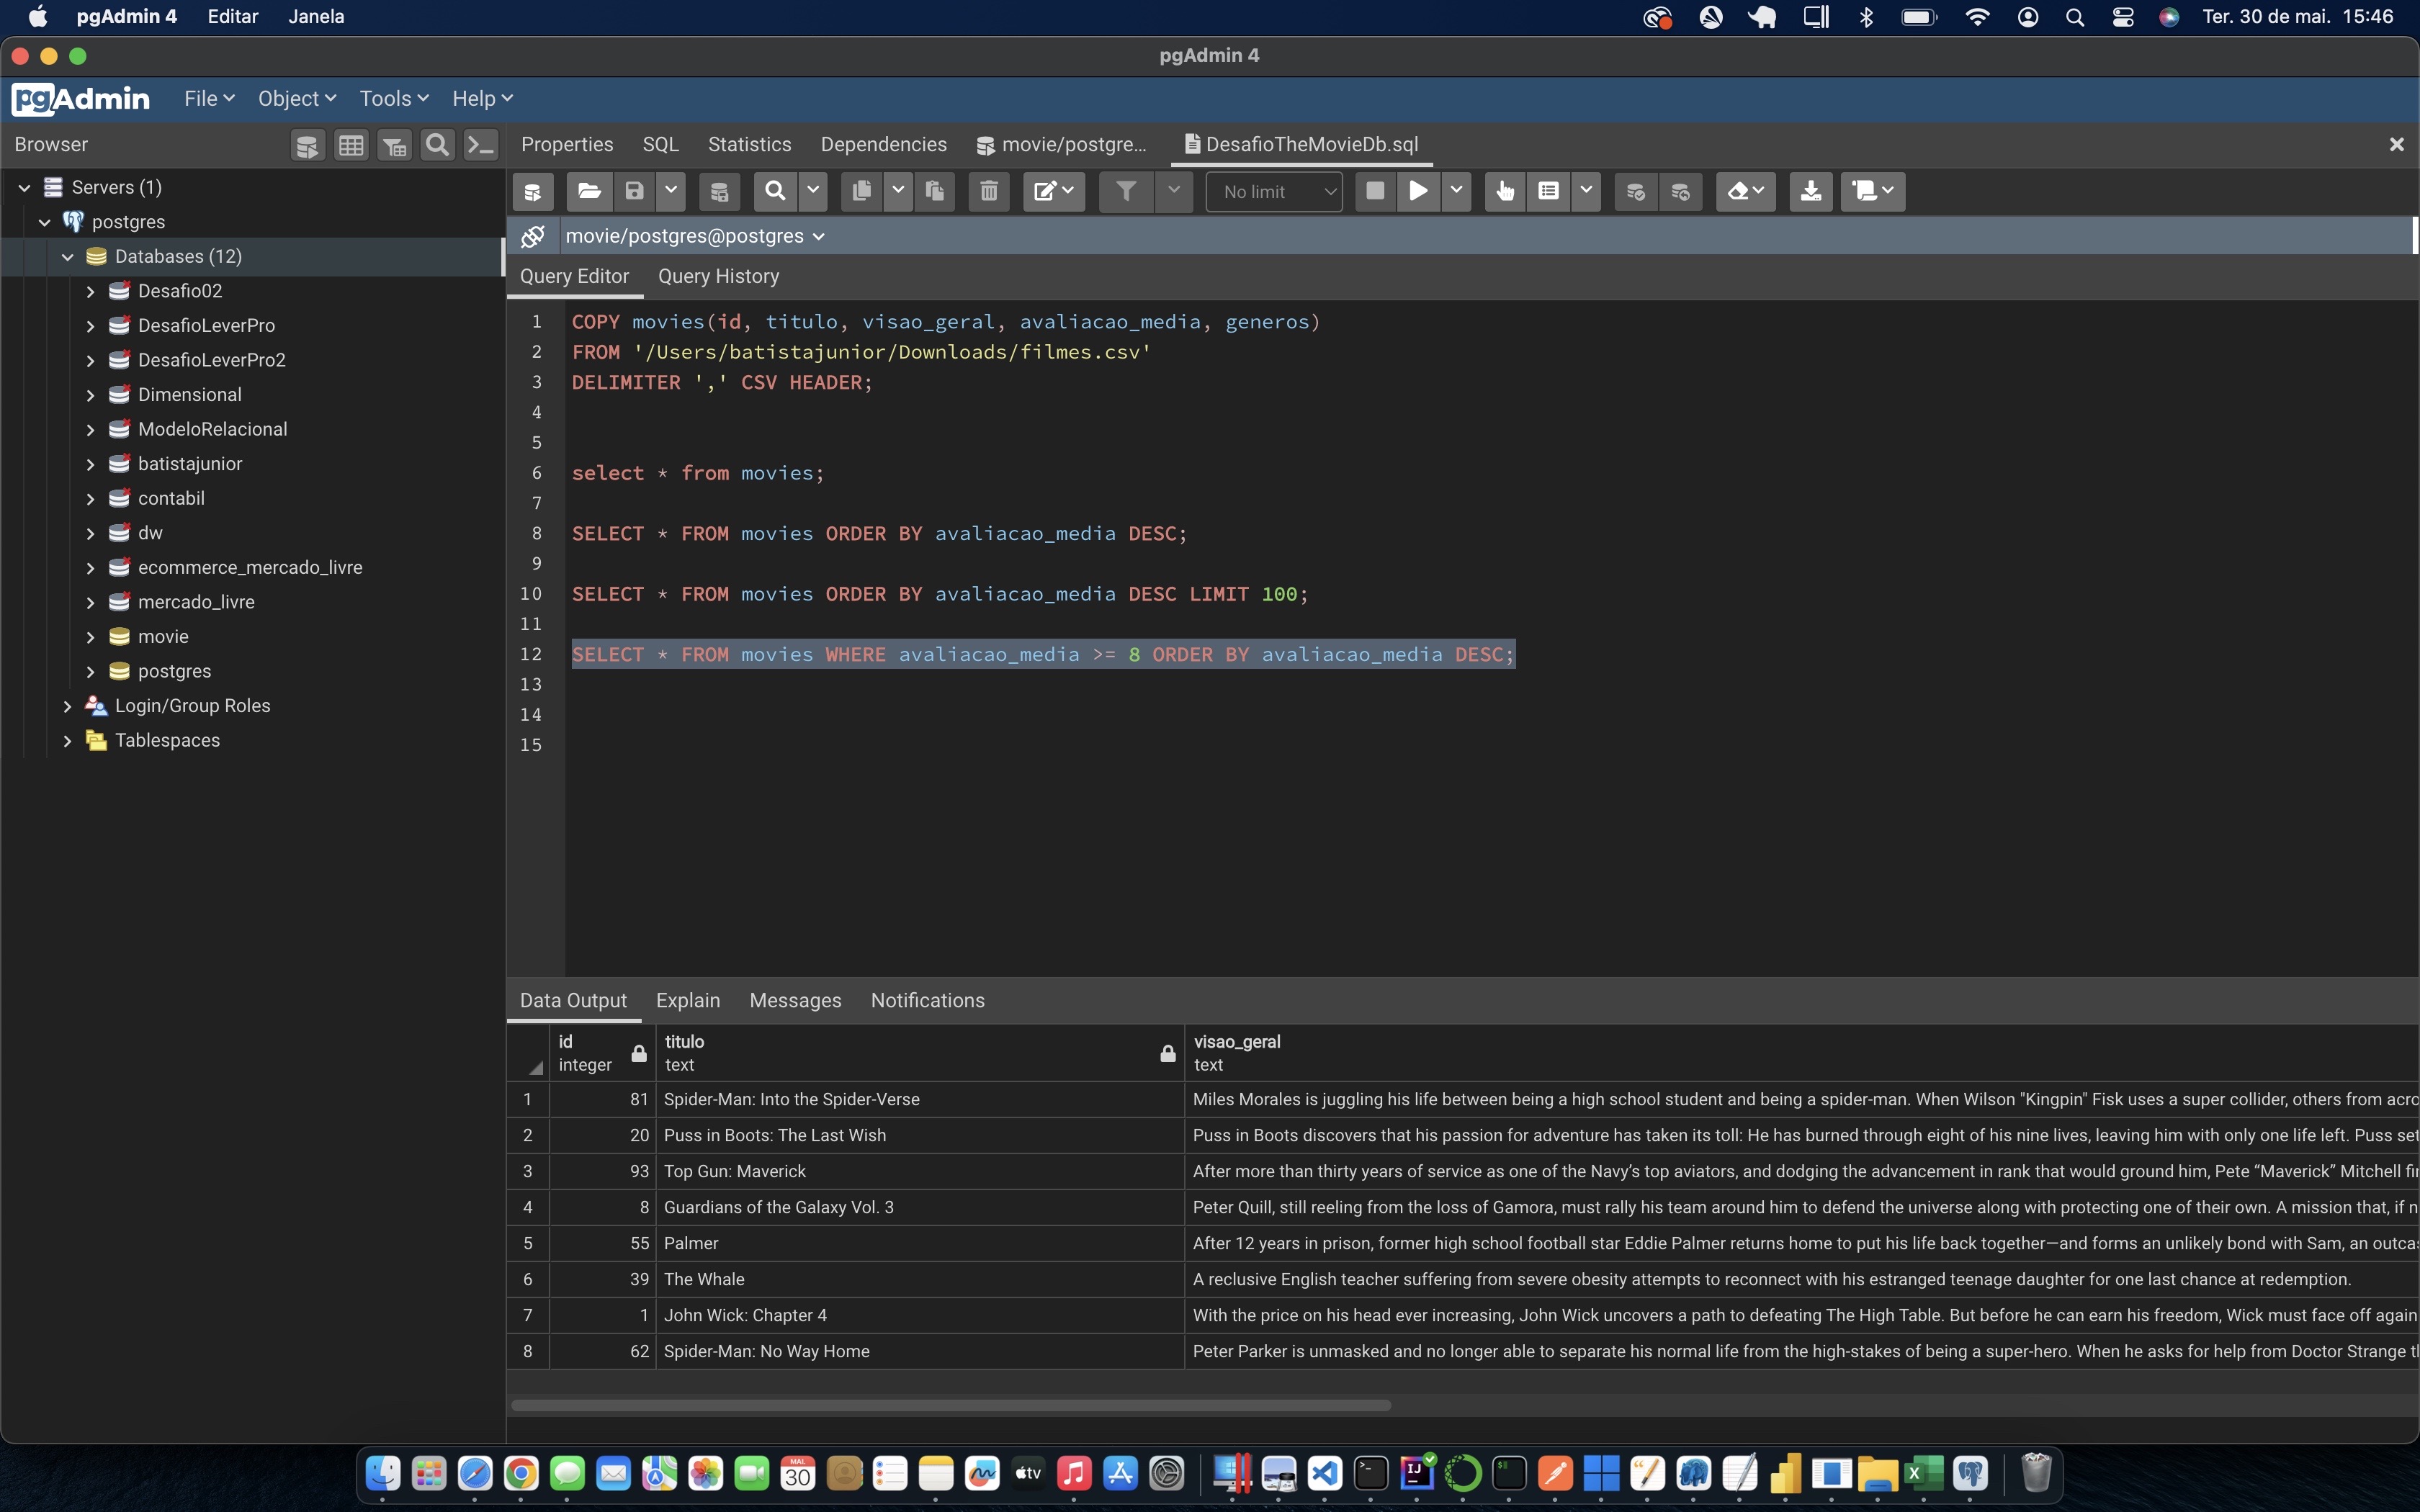 pgAdmin 4 Editar Janela Ter. 30 de mai. 15:46
pgAdmin 4
pgAdmin File Object Tools Help
Browser
Properties SQL Statistics Dependencies movie/postgre... DesafioTheMovieDb.sql
No limit
movie/postgres@postgres
Query Editor Query History
Servers (1)
postgres
Databases (12)
Desafio02
DesafioLeverPro
DesafioLeverPro2
Dimensional
ModeloRelacional
batistajunior
contabil
dw
ecommerce_mercado_livre
mercado_livre
movie
postgres
Login/Group Roles
Tablespaces
1 COPY movies(id, titulo, visao_geral, avaliacao_media, generos)
2 FROM '/Users/batistajunior/Downloads/filmes.csv'
3 DELIMITER ',' CSV HEADER;
4
5
6 select * from movies;
7
8 SELECT * FROM movies ORDER BY avaliacao_media DESC;
9
10 SELECT * FROM movies ORDER BY avaliacao_media DESC LIMIT 100;
11
12 SELECT * FROM movies WHERE avaliacao_media >= 8 ORDER BY avaliacao_media DESC;
13
14
15
Data Output Explain Messages Notifications
id titulo visao_geral
integer text text
1 81 Spider-Man: Into the Spider-Verse Miles Morales is juggling his life between being a high school student and being a spider-man. When Wilson "Kingpin" Fisk uses a super collider, others from acro
2 20 Puss in Boots: The Last Wish Puss in Boots discovers that his passion for adventure has taken its toll: He has burned through eight of his nine lives, leaving him with only one life left. Puss set
3 93 Top Gun: Maverick After more than thirty years of service as one of the Navy’s top aviators, and dodging the advancement in rank that would ground him, Pete “Maverick” Mitchell fi
4 8 Guardians of the Galaxy Vol. 3 Peter Quill, still reeling from the loss of Gamora, must rally his team around him to defend the universe along with protecting one of their own. A mission that, if n
5 55 Palmer After 12 years in prison, former high school football star Eddie Palmer returns home to put his life back together—and forms an unlikely bond with Sam, an outca
6 39 The Whale A reclusive English teacher suffering from severe obesity attempts to reconnect with his estranged teenage daughter for one last chance at redemption.
7 1 John Wick: Chapter 4 With the price on his head ever increasing, John Wick uncovers a path to defeating The High Table. But before he can earn his freedom, Wick must face off again
8 62 Spider-Man: No Way Home Peter Parker is unmasked and no longer able to separate his normal life from the high-stakes of being a super-hero. When he asks for help from Doctor Strange t
MAI. 30
tv
IJ
X